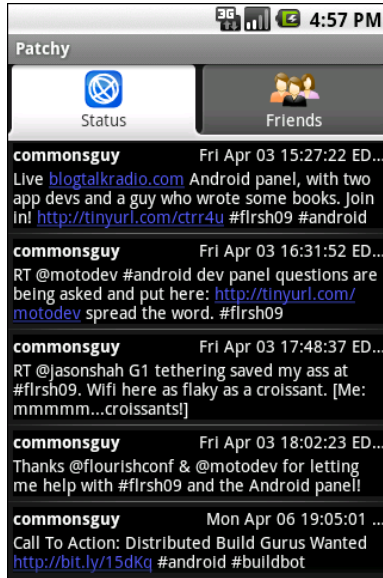 3G 4:57 PM
Patchy
Status Friends
commonsguy Fri Apr 03 15:27:22 ED...
Live blogtalkradio.com Android panel, with two
app devs and a guy who wrote some books. Join
in! http://tinyurl.com/ctrr4u #flrsh09 #android
commonsguy Fri Apr 03 16:31:52 ED...
RT @motodev #android dev panel questions are
being asked and put here: http://tinyurl.com/
motodev spread the word. #flrsh09
commonsguy Fri Apr 03 17:48:37 ED...
RT @jasonshah G1 tethering saved my ass at
#flrsh09. Wifi here as flaky as a croissant. [Me:
mmmmm...croissants!]
commonsguy Fri Apr 03 18:02:23 ED...
Thanks @flourishconf & @motodev for letting
me help with #flrsh09 and the Android panel!
commonsguy Mon Apr 06 19:05:01 ...
Call To Action: Distributed Build Gurus Wanted
http://bit.ly/15dKq #android #buildbot